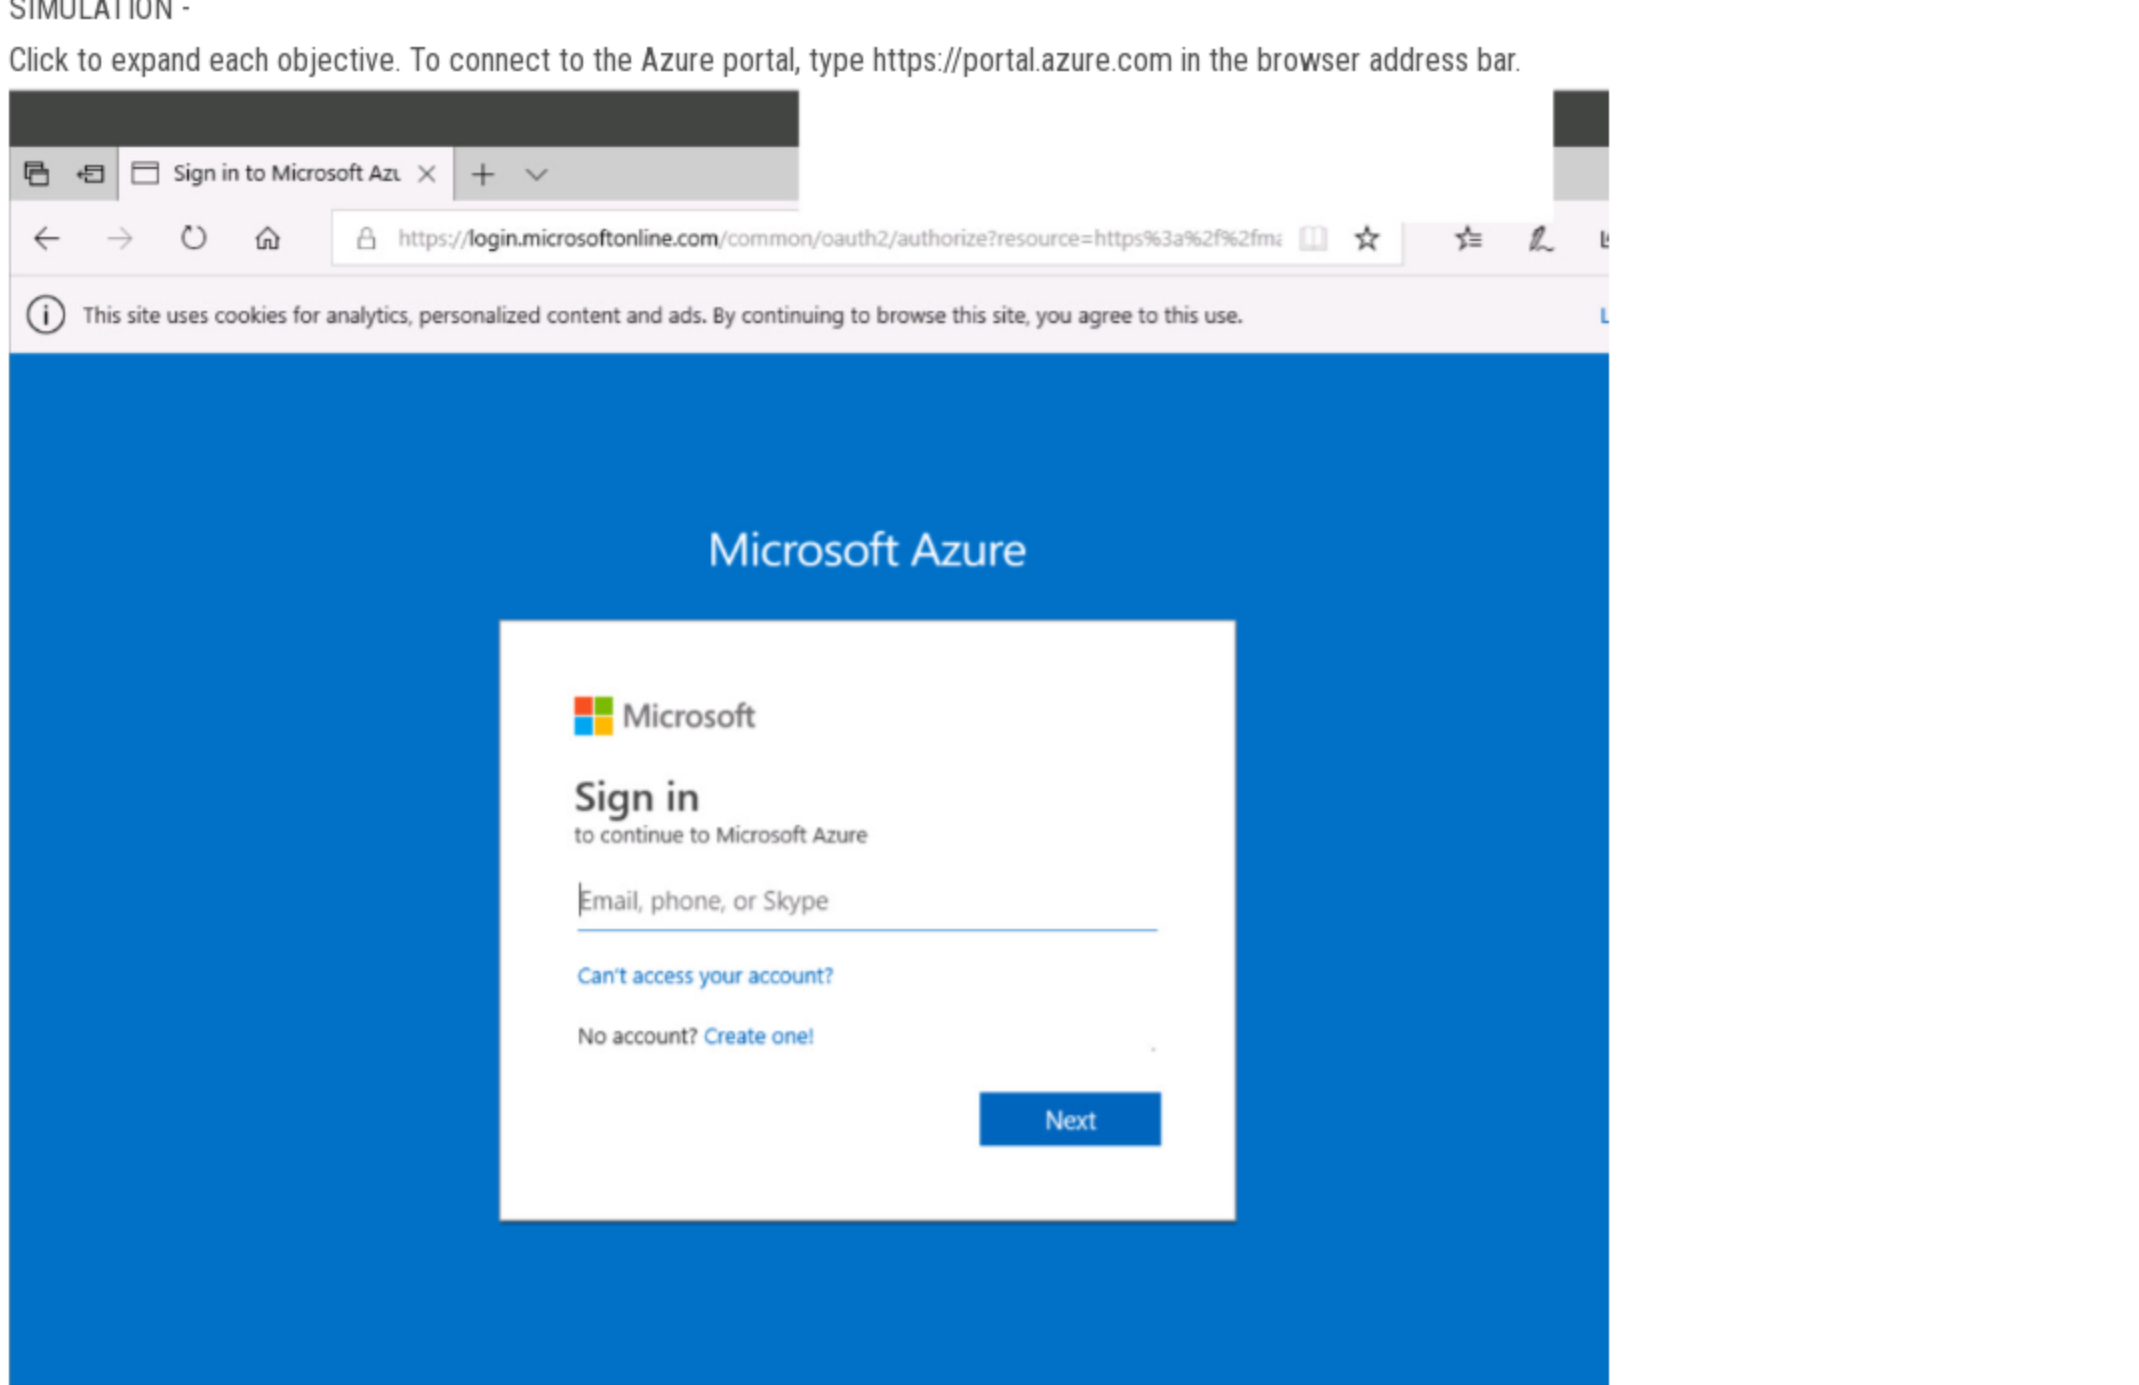 SIMULATION -
Click to expand each objective. To connect to the Azure portal, type https://portal.azure.com in the browser address bar.
Sign in to Microsoft Azu
https://login.microsoftonline.com/common/oauth2/authorize?resource=https%3a%2f%2fma
This site uses cookies for analytics, personalized content and ads. By continuing to browse this site, you agree to this use.
L
Microsoft Azure
Microsoft
Sign in
to continue to Microsoft Azure
Email, phone, or Skype
Can't access your account?
No account? Create one!
Next